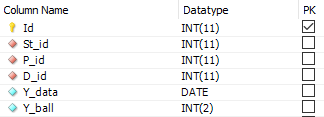 Column Name Datatype PK
Id INT(11)
St_id INT(11)
P_id INT(11)
D_id INT(11)
Y_data DATE
Y_ball INT(2)